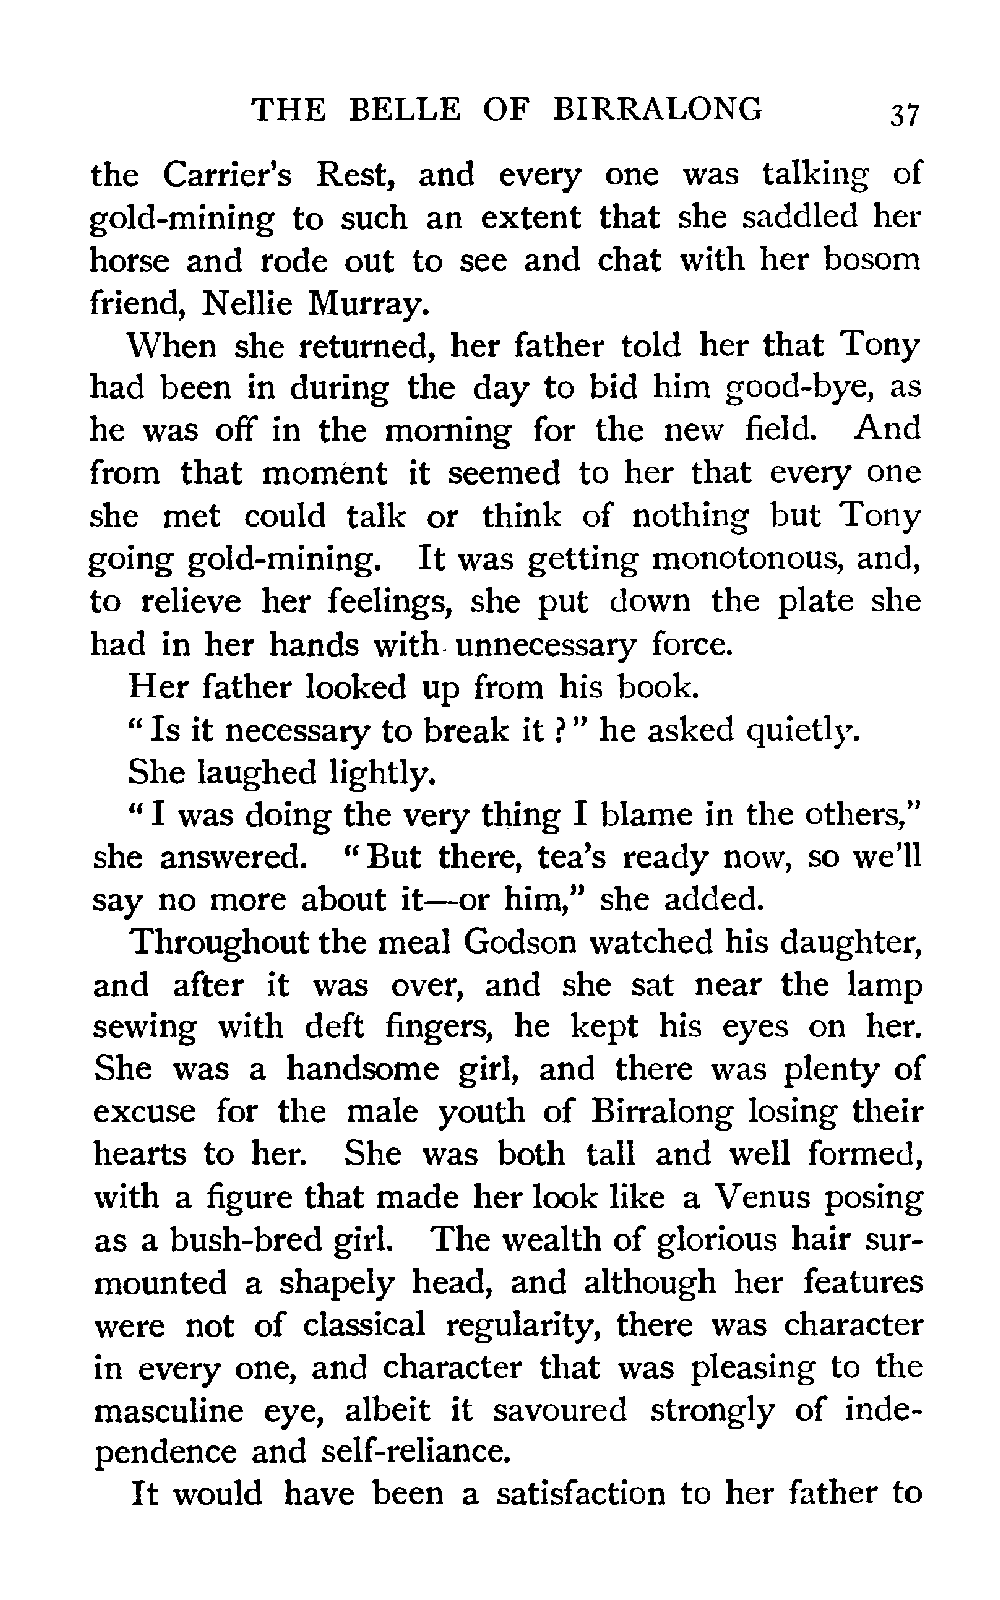 THE BELLE OF BIRRALONG 37
the Carrier's Rest, and every one was talking of
gold-mining to such an extent that she saddled her
horse and rode out to see and chat with her bosom
friend, Nellie Murray.
When she returned, her father told her that Tony
had been in during the day to bid him good-bye, as
he was off in the morning for the new field. And
from that moment it seemed to her that every one
she met could talk or think of nothing but Tony
going gold-mining. It was getting monotonous, and,
to relieve her feelings, she put down the plate she
had in her hands with unnecessary force.
Her father looked up from his book.
"Is it necessary to break it?" he asked quietly.
She laughed lightly.
"I was doing the very thing I blame in the others,"
she answered. "But there, tea's ready now, so we'll
say no more about it—or him," she added.
Throughout the meal Godson watched his daughter,
and after it was over, and she sat near the lamp
sewing with deft fingers, he kept his eyes on her.
She was a handsome girl, and there was plenty of
excuse for the male youth of Birralong losing their
hearts to her. She was both tall and well formed,
with a figure that made her look like a Venus posing
as a bush-bred girl. The wealth of glorious hair sur-
mounted a shapely head, and although her features
were not of classical regularity, there was character
in every one, and character that was pleasing to the
masculine eye, albeit it savoured strongly of inde-
pendence and self-reliance.
It would have been a satisfaction to her father to